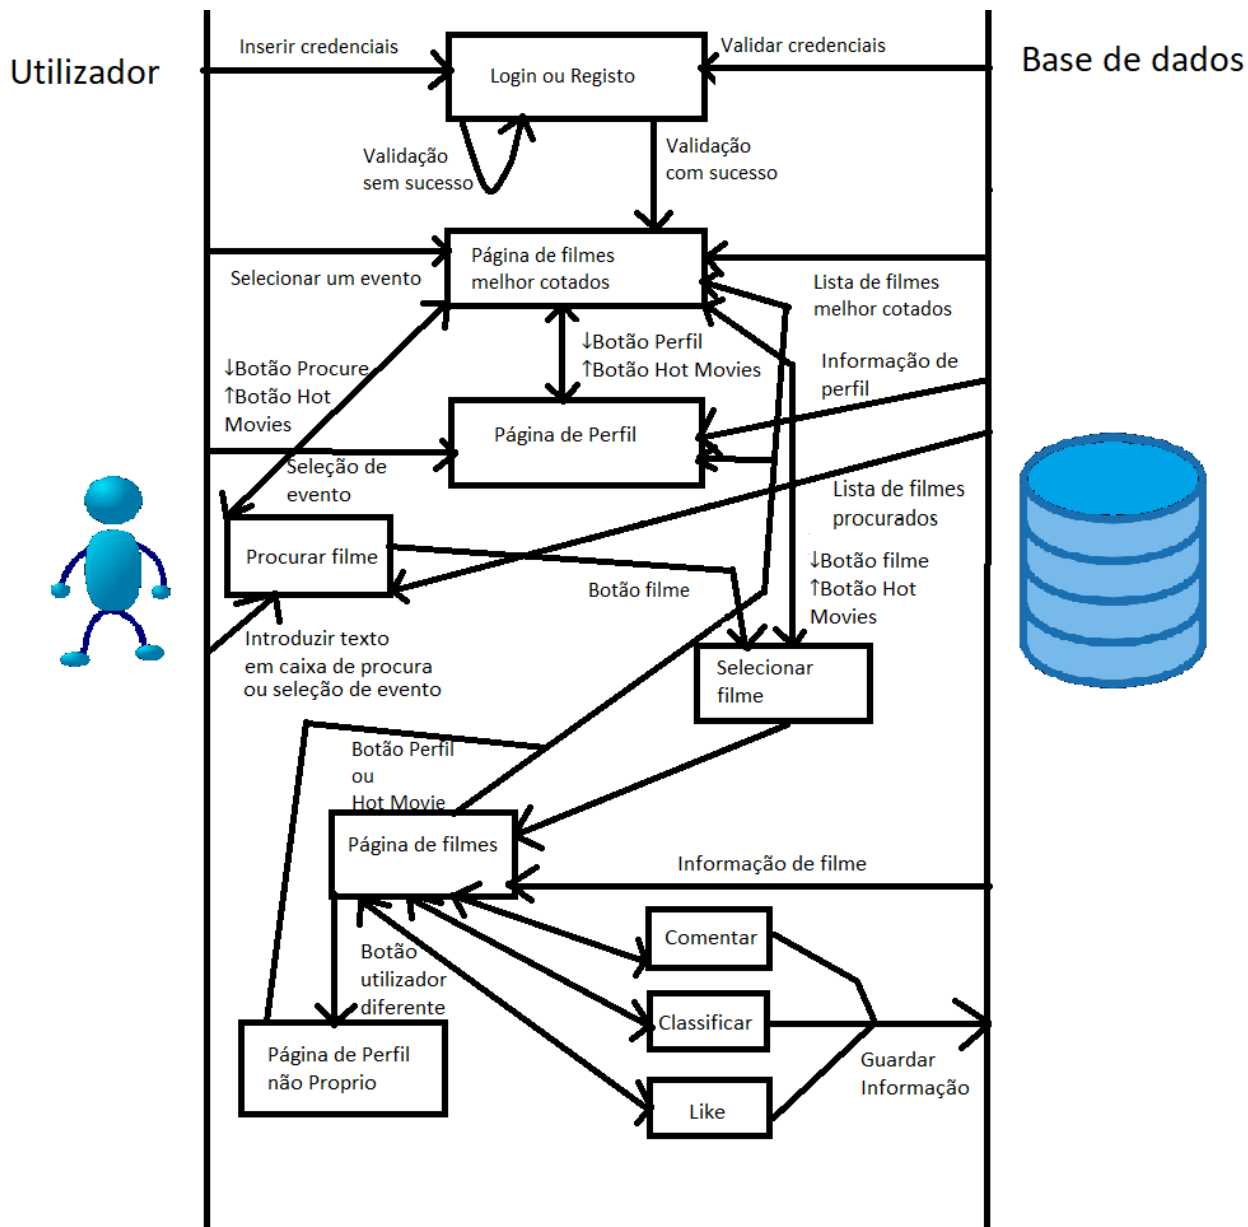 Utilizador
Inserir credenciais
Login ou Registo
Validar credenciais
Base de dados
Validação
sem sucesso
Validação
com sucesso
Selecionar um evento
Página de filmes
melhor cotados
Lista de filmes
melhor cotados
↓Botão Procure
↑Botão Hot
Movies
↓Botão Perfil
↑Botão Hot Movies
Informação de
perfil
Página de Perfil
Seleção de
evento
Lista de filmes
procurados
Procurar filme
Botão filme
↓Botão filme
↑Botão Hot
Movies
Introduzir texto
em caixa de procura
ou seleção de evento
Selecionar
filme
Botão Perfil
ou
Hot Movie
Página de filmes
Informação de filme
Botão
utilizador
diferente
Comentar
Classificar
Like
Guardar
Informação
Página de Perfil
não Proprio